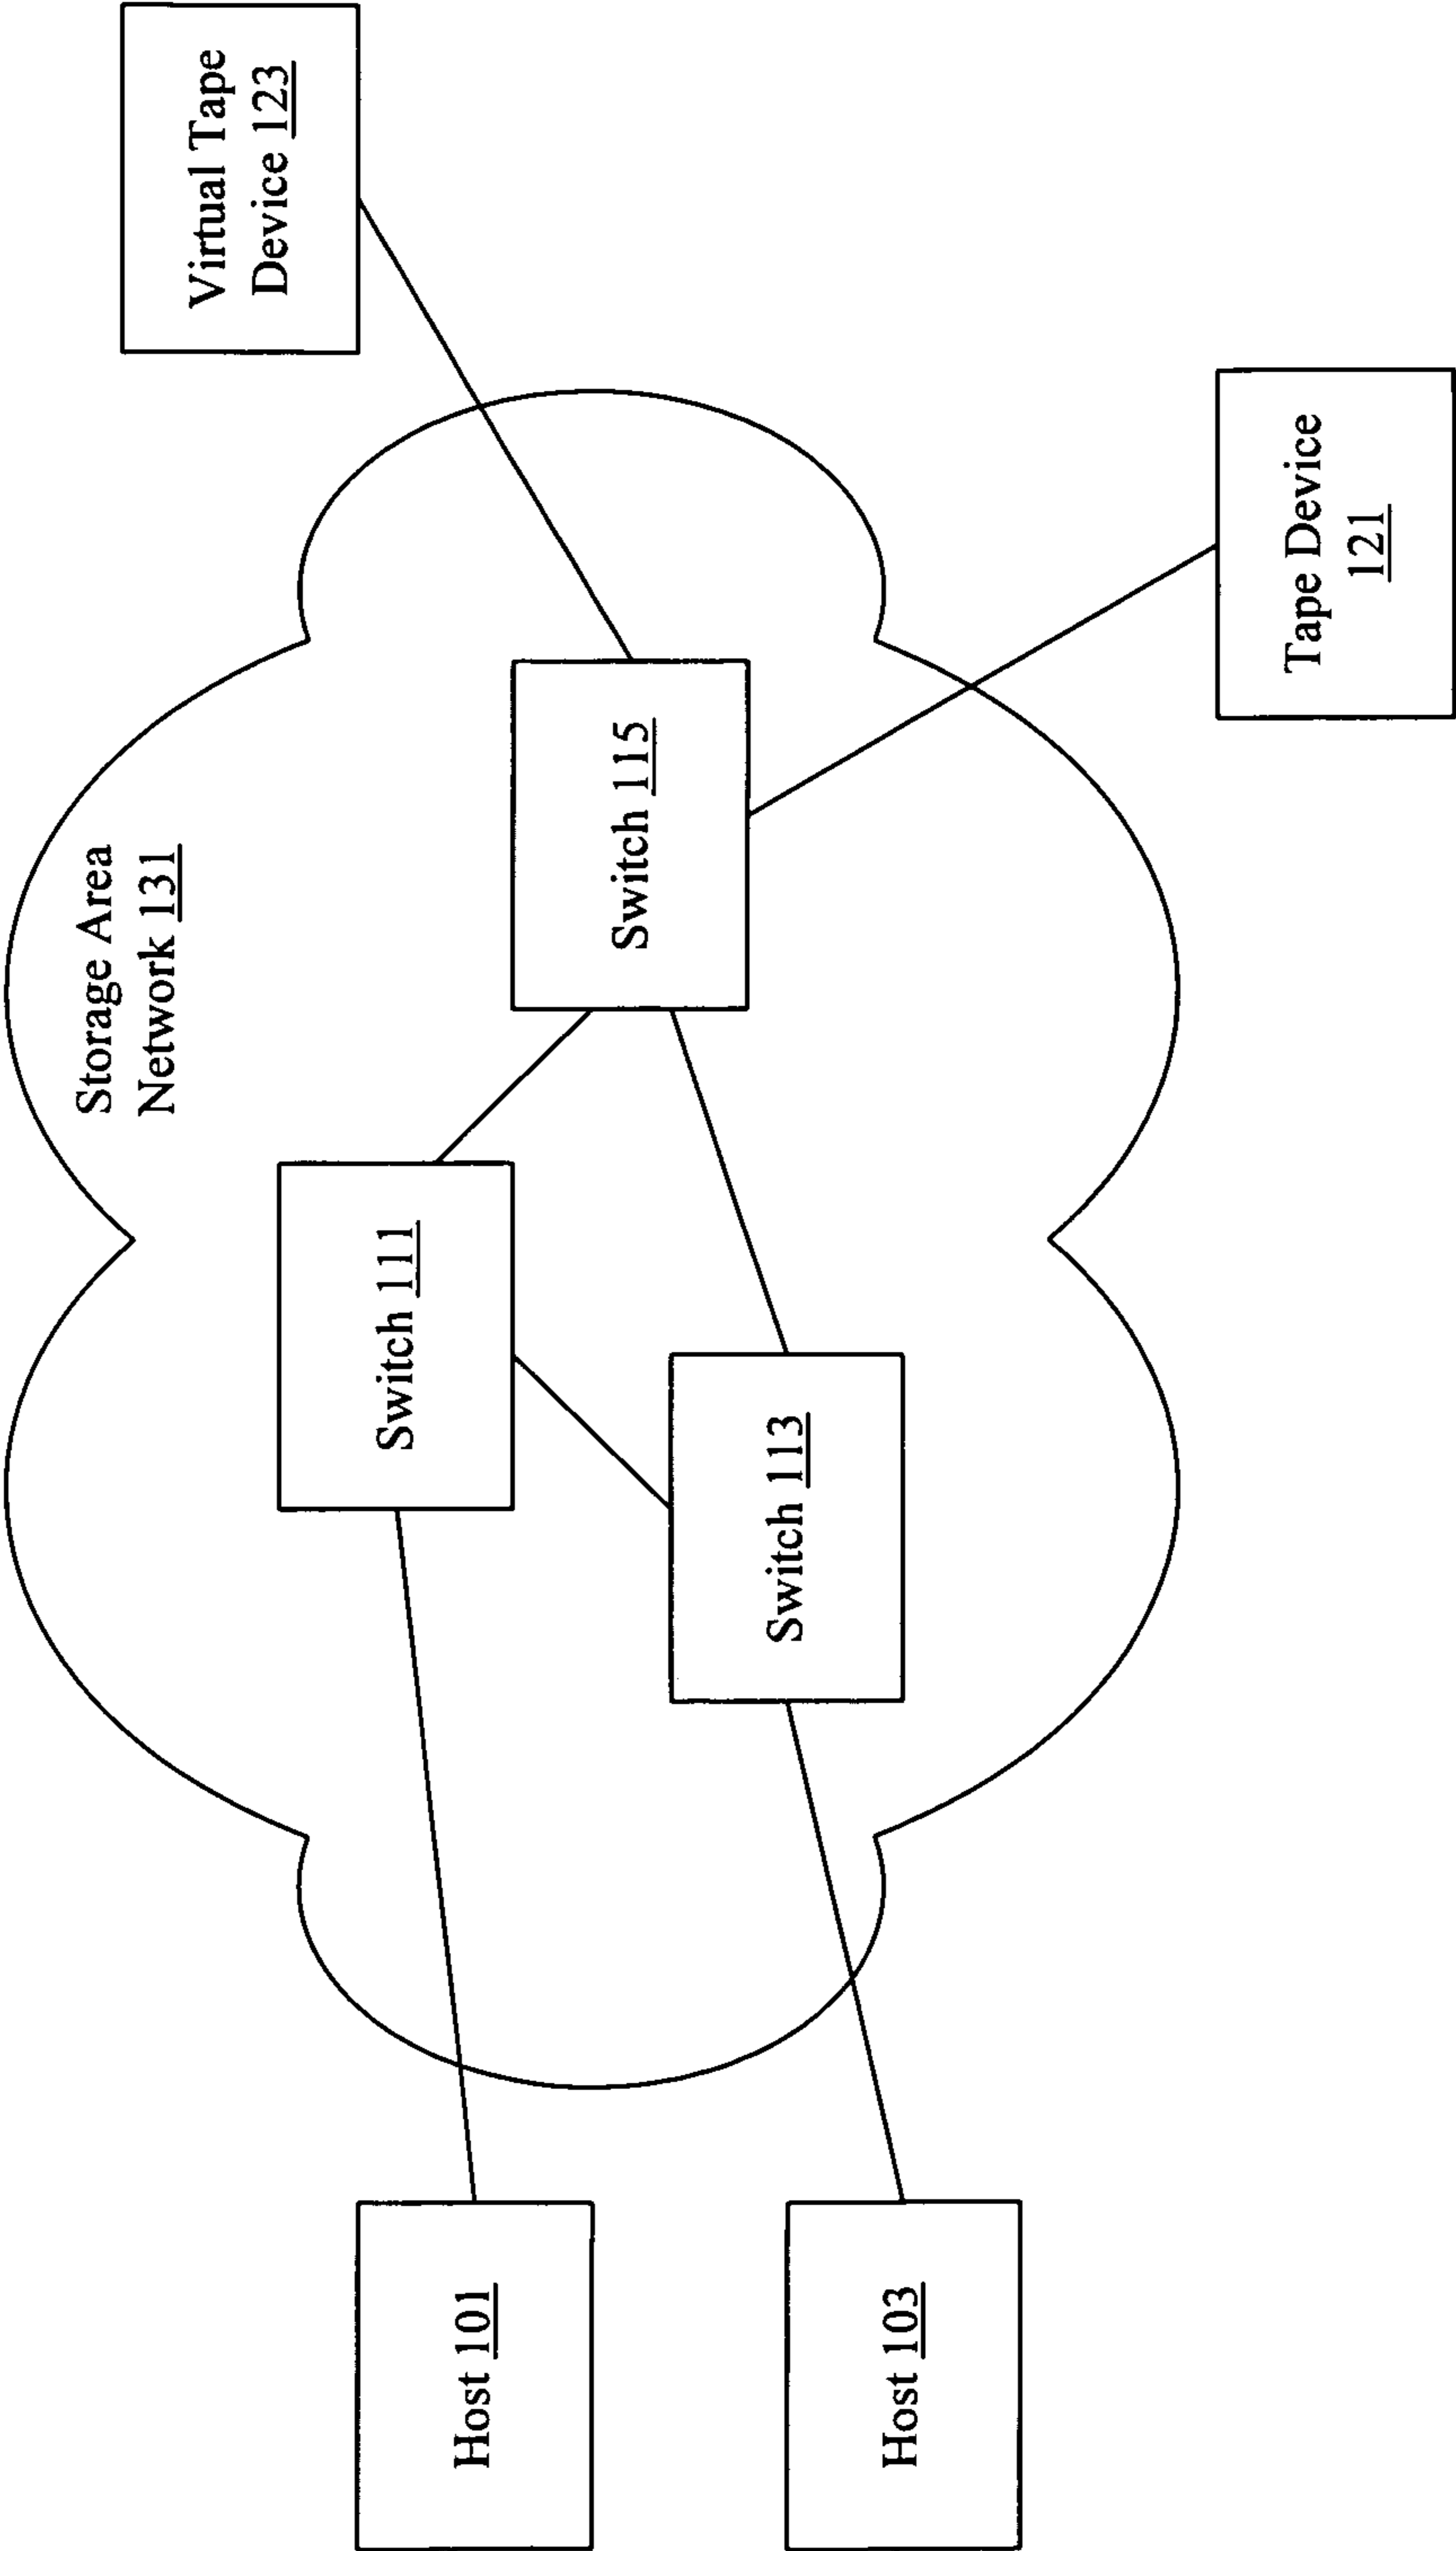 Storage Area
Network 131
Virtual Tape
Device 123
Host 101
Switch 111
Switch 115
Host 103
Switch 113
Tape Device
121